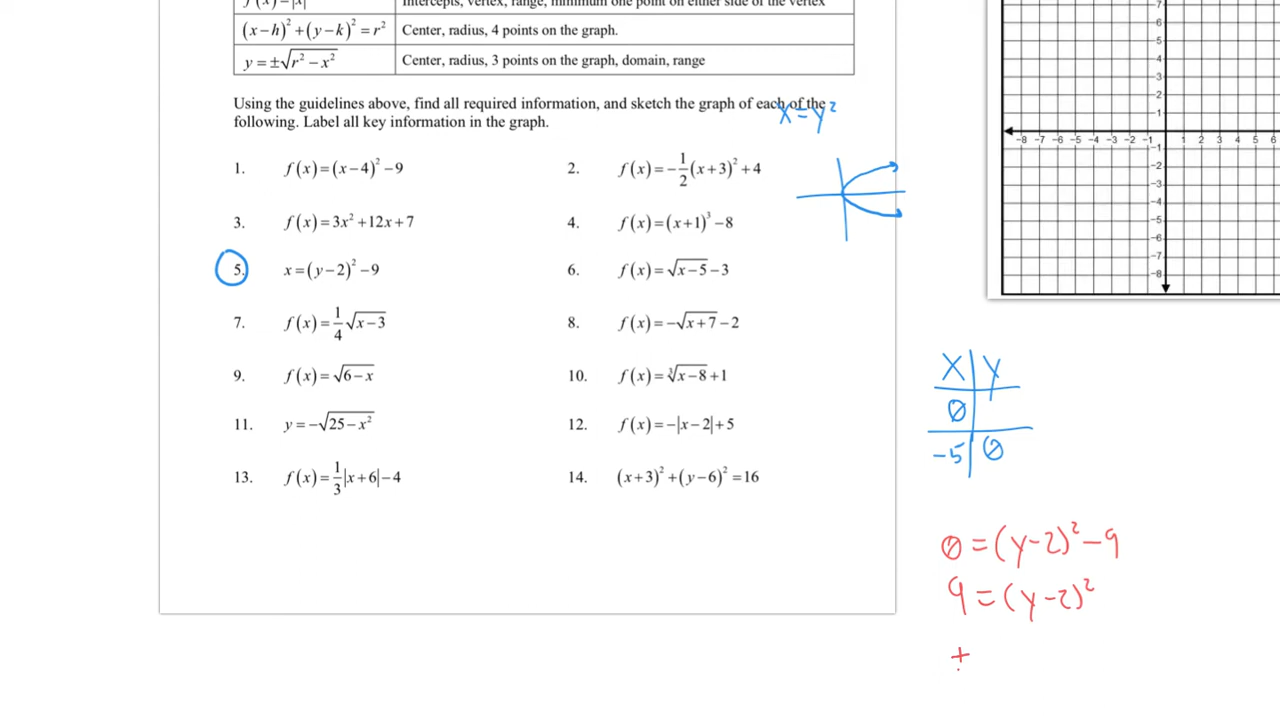 f(x)=|x| Intercepts, vertex, range, minimum one point on either side of the vertex
(x−h)²+(y−k)²=r² Center, radius, 4 points on the graph.
y=±√(r²−x²) Center, radius, 3 points on the graph, domain, range
Using the guidelines above, find all required information, and sketch the graph of each of the
following. Label all key information in the graph.
x=y²
1. f(x)=(x−4)²−9
2. f(x)=−1/2(x+3)²+4
3. f(x)=3x²+12x+7
4. f(x)=(x+1)³−8
5. x=(y−2)²−9
6. f(x)=√(x−5)−3
7. f(x)=1/4√(x−3)
8. f(x)=−√(x+7)−2
9. f(x)=√(6−x)
10. f(x)=∛(x−8)+1
11. y=−√(25−x²)
12. f(x)=−|x−2|+5
13. f(x)=1/3|x+6|−4
14. (x+3)²+(y−6)²=16
7
6
5
4
3
2
1
−8 −7 −6 −5 −4 −3 −2 −1 1 2 3 4 5 6
−1
−2
−3
−4
−5
−6
−7
−8
X Y
0
−5 0
0=(y−2)²−9
9=(y−2)²
±